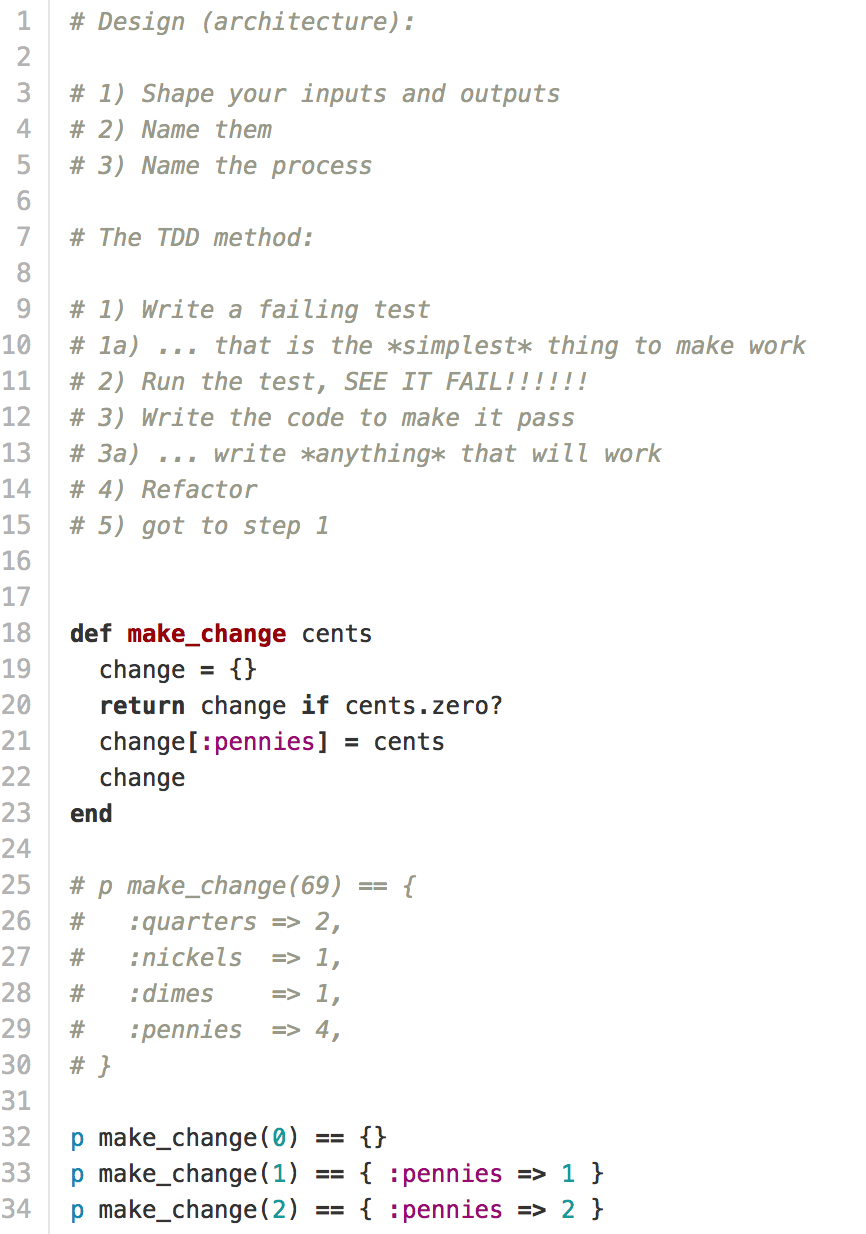 1 # Design (architecture):
2
3 # 1) Shape your inputs and outputs
4 # 2) Name them
5 # 3) Name the process
6
7 # The TDD method:
8
9 # 1) Write a failing test
10 # 1a) ... that is the *simplest* thing to make work
11 # 2) Run the test, SEE IT FAIL!!!!!!
12 # 3) Write the code to make it pass
13 # 3a) ... write *anything* that will work
14 # 4) Refactor
15 # 5) got to step 1
16
17
18 def make_change cents
19   change = {}
20   return change if cents.zero?
21   change[:pennies] = cents
22   change
23 end
24
25 # p make_change(69) == {
26 #   :quarters => 2,
27 #   :nickels  => 1,
28 #   :dimes    => 1,
29 #   :pennies  => 4,
30 # }
31
32 p make_change(0) == {}
33 p make_change(1) == { :pennies => 1 }
34 p make_change(2) == { :pennies => 2 }